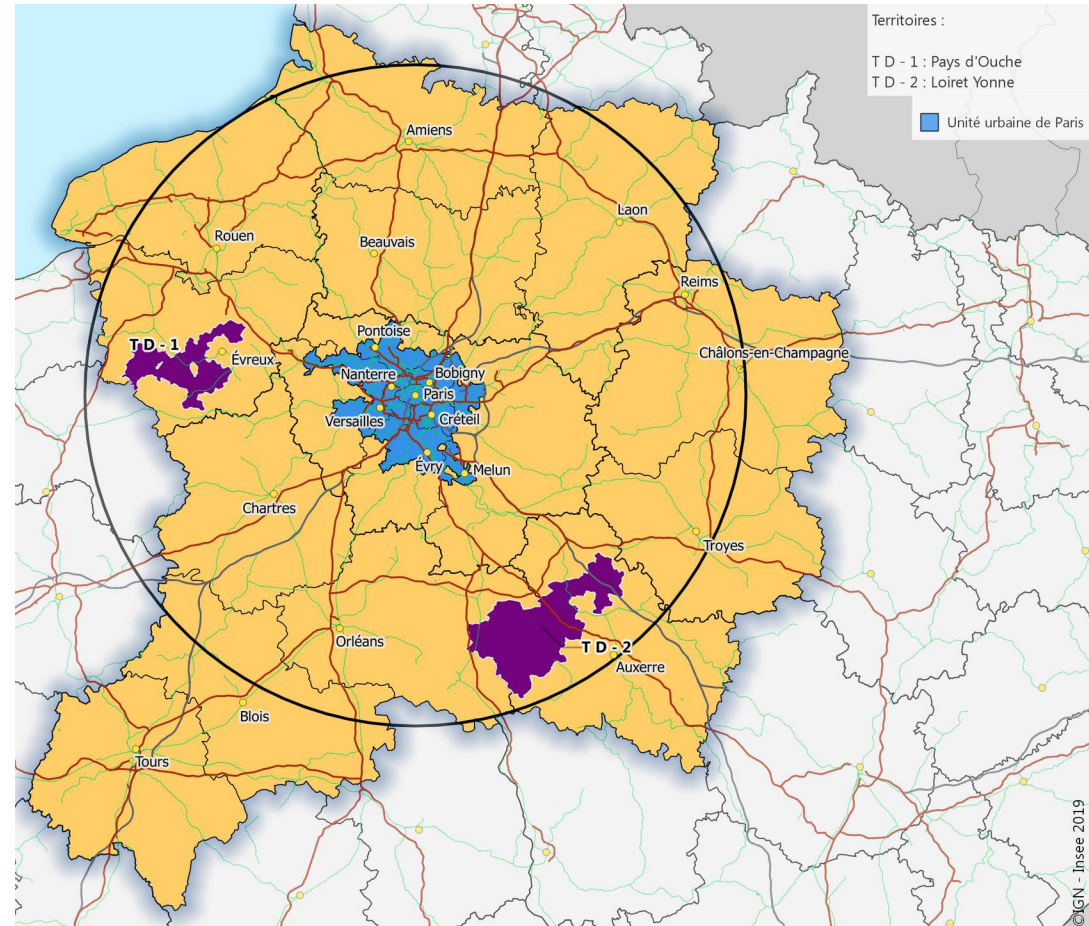 Territoires :
T D - 1 : Pays d'Ouche
T D - 2 : Loiret Yonne
Unité urbaine de Paris
Amiens
Laon
Rouen
Beauvais
Reims
Pontoise
T D - 1
Évreux
Châlons-en-Champagne
Nanterre
Bobigny
Paris
Versailles
Créteil
Évry
Melun
Chartres
Troyes
Orléans
T D - 2
Auxerre
Blois
Tours
©IGN - Insee 2019